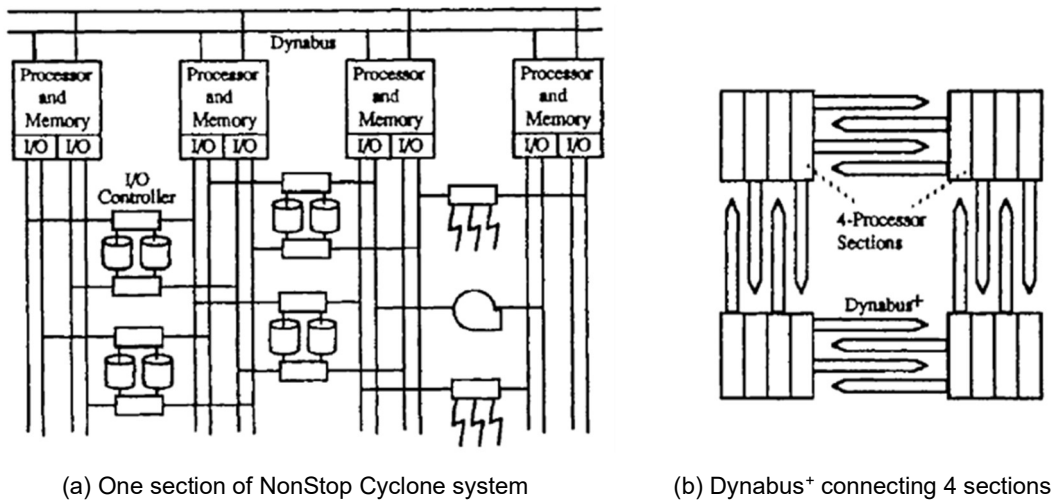 Dynabus
Processor
and
Memory
I/O I/O
Processor
and
Memory
I/O I/O
Processor
and
Memory
I/O I/O
Processor
and
Memory
I/O I/O
I/O
Controller
4-Processor
Sections
Dynabus+
(a) One section of NonStop Cyclone system
(b) Dynabus+ connecting 4 sections